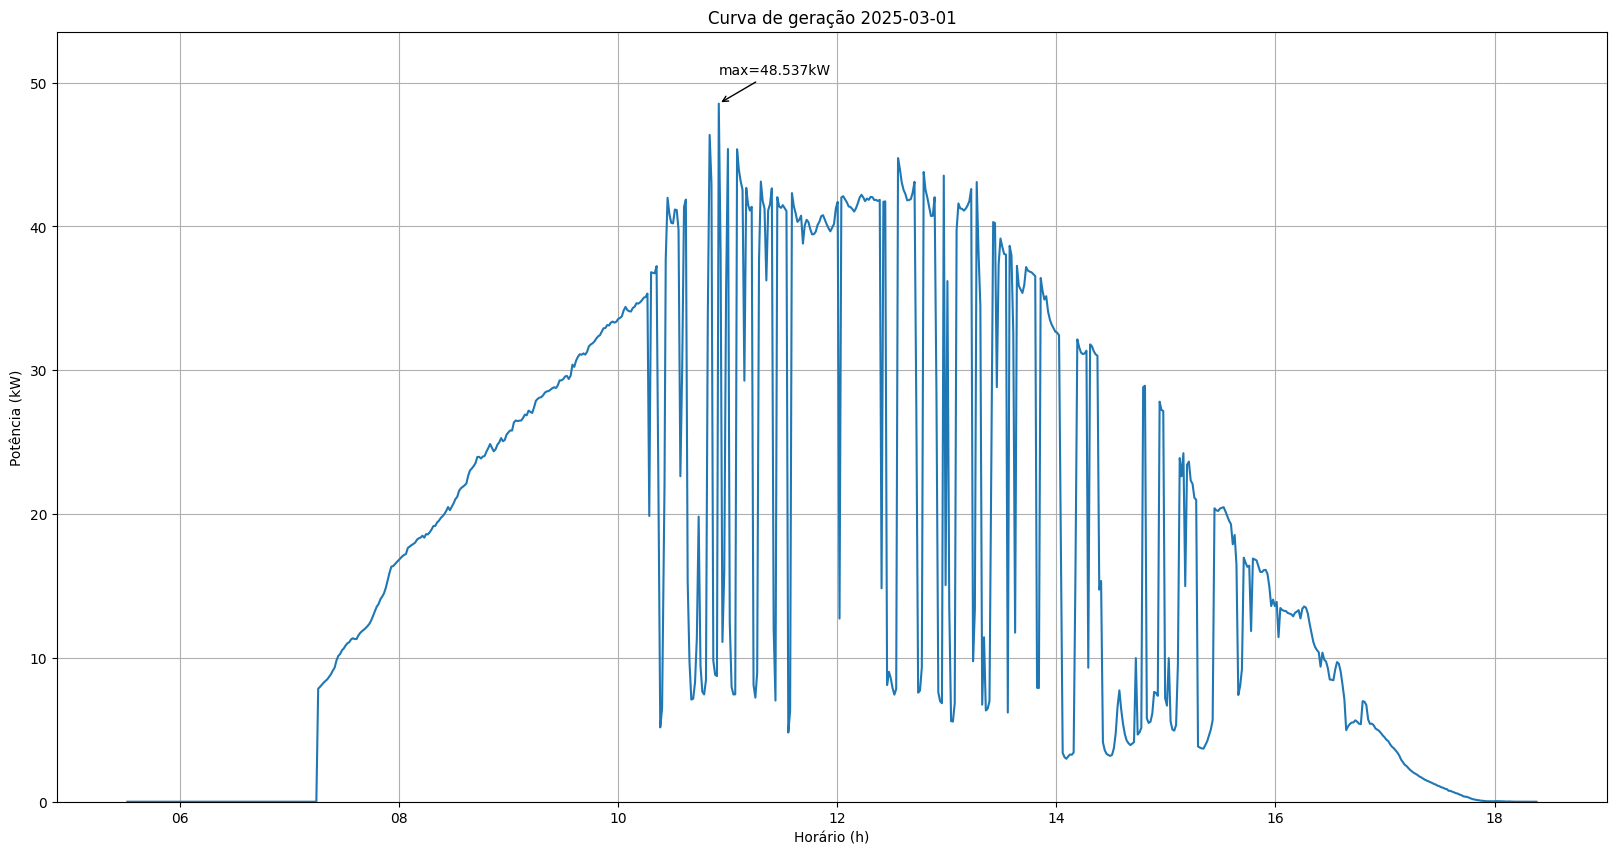 Curva de geração 2025-03-01
max=48.537kW
50
40
30
20
10
0
Potência (kW)
06 08 10 12 14 16 18
Horário (h)